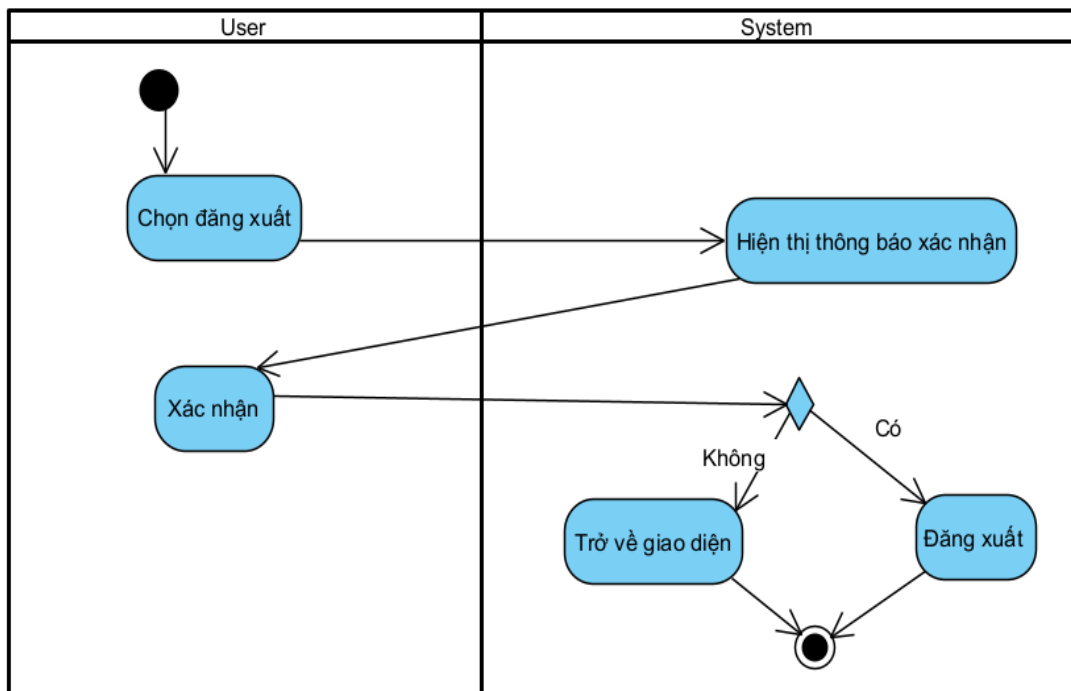 User
System
Chọn đăng xuất
Hiện thị thông báo xác nhận
Xác nhận
Có
Không
Trở về giao diện
Đăng xuất